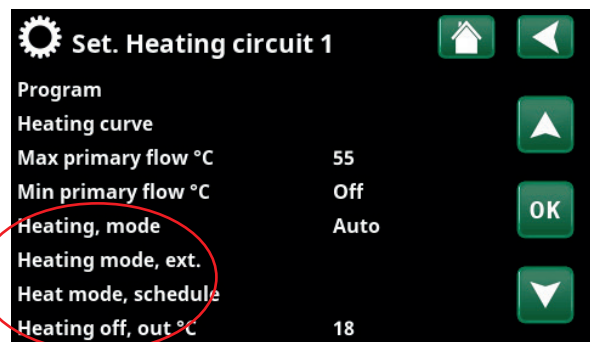 Set. Heating circuit 1
Program
Heating curve
Max primary flow °C 55
Min primary flow °C Off
Heating, mode Auto
OK
Heating mode, ext.
Heat mode, schedule
Heating off, out °C 18